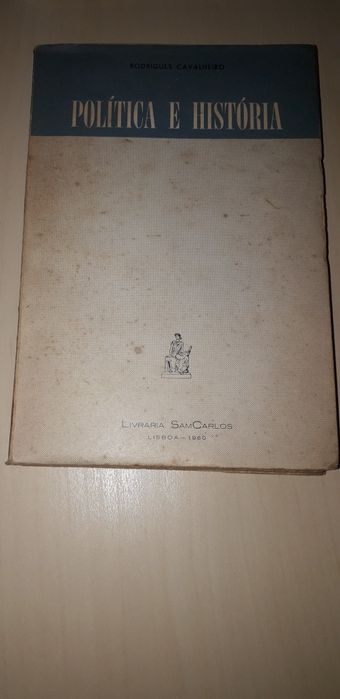 RODRIGUES CAVALHEIRO
POLÍTICA E HISTÓRIA
LIVRARIA SAMCARLOS
LISBOA - 1960